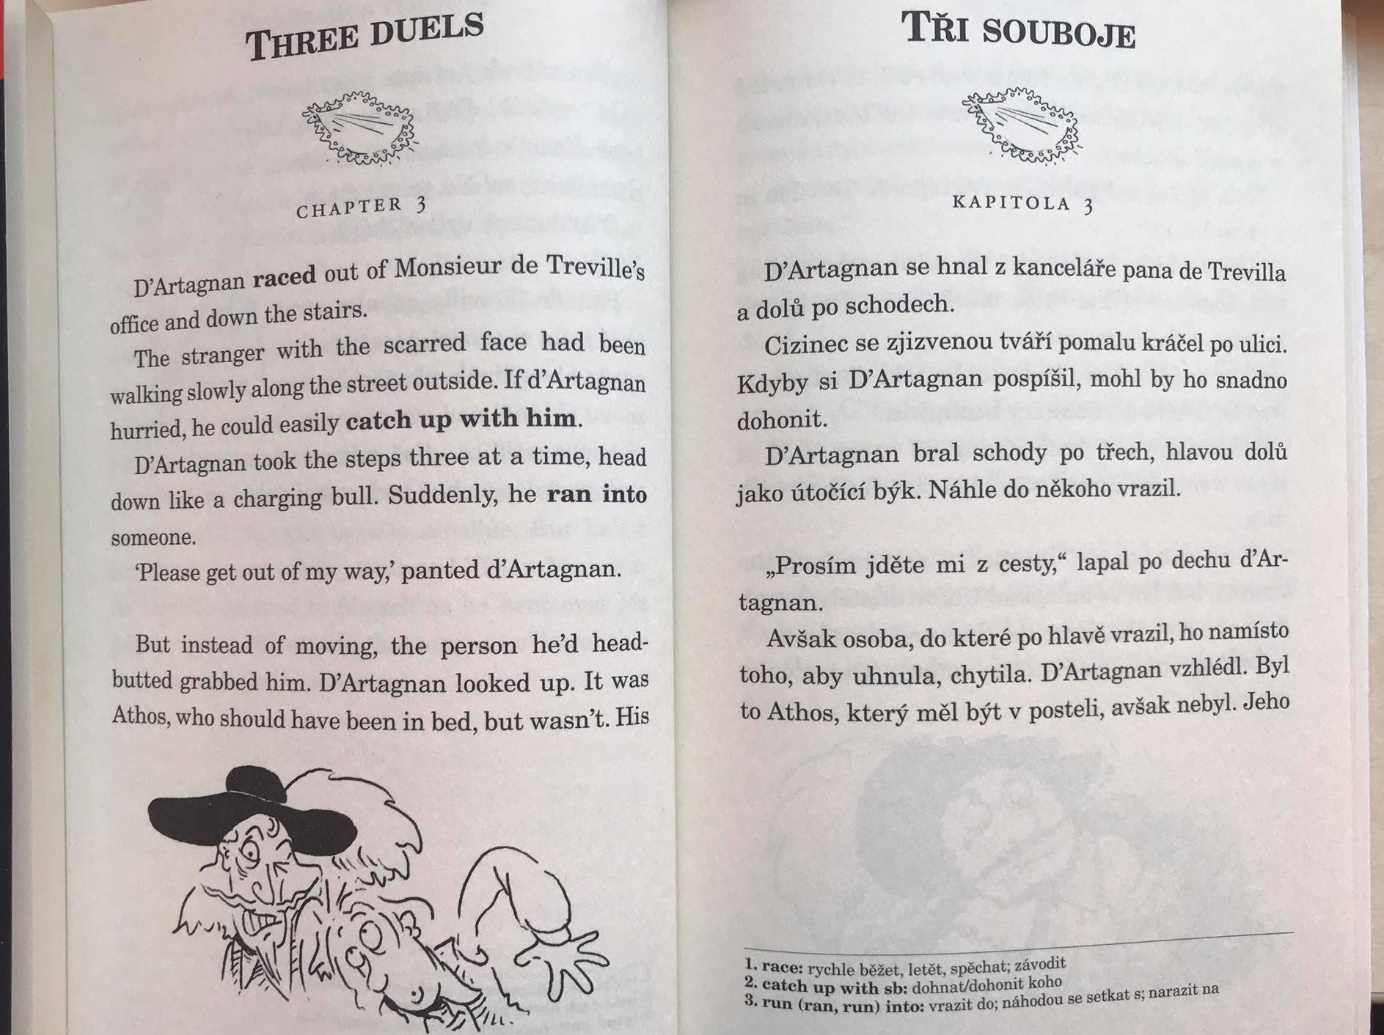 THREE DUELS
CHAPTER 3
D'Artagnan raced out of Monsieur de Treville's
office and down the stairs.
The stranger with the scarred face had been
walking slowly along the street outside. If d'Artagnan
hurried, he could easily catch up with him.
D'Artagnan took the steps three at a time, head
down like a charging bull. Suddenly, he ran into
someone.
‘Please get out of my way,’ panted d'Artagnan.
But instead of moving, the person he'd head-
butted grabbed him. D'Artagnan looked up. It was
Athos, who should have been in bed, but wasn't. His
TŘI SOUBOJE
KAPITOLA 3
D'Artagnan se hnal z kanceláře pana de Trevilla
a dolů po schodech.
Cizinec se zjizvenou tváří pomalu kráčel po ulici.
Kdyby si D'Artagnan pospíšil, mohl by ho snadno
dohonit.
D'Artagnan bral schody po třech, hlavou dolů
jako útočící býk. Náhle do někoho vrazil.
„Prosím jděte mi z cesty,“ lapal po dechu d'Ar-
tagnan.
Avšak osoba, do které po hlavě vrazil, ho namísto
toho, aby uhnula, chytila. D'Artagnan vzhlédl. Byl
to Athos, který měl být v posteli, avšak nebyl. Jeho
1. race: rychle běžet, letět, spěchat; závodit
2. catch up with sb: dohnat/dohonit koho
3. run (ran, run) into: vrazit do; náhodou se setkat s; narazit na